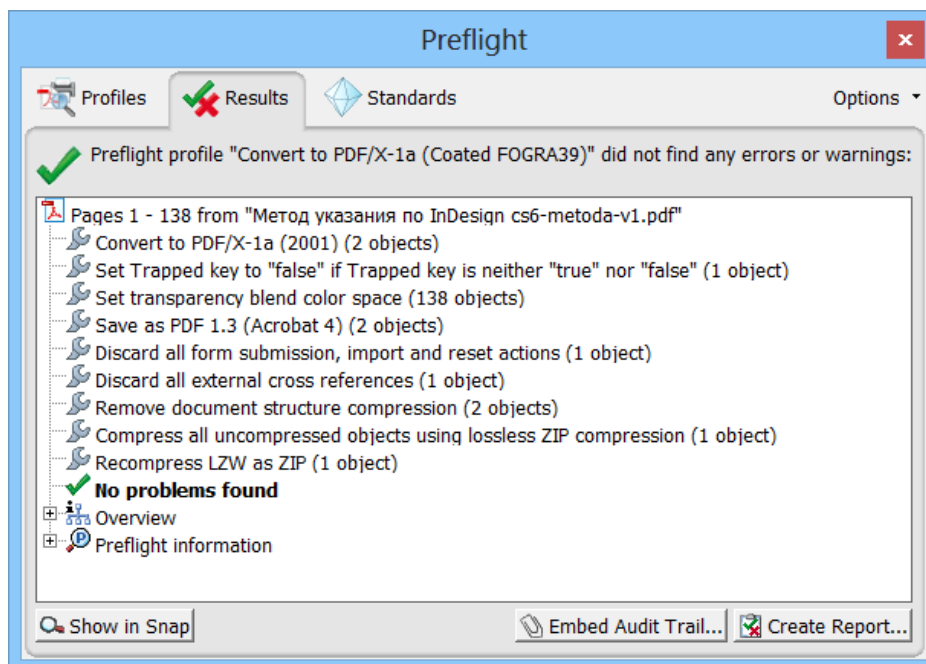 Preflight
Profiles
Results
Standards
Options
Preflight profile "Convert to PDF/X-1a (Coated FOGRA39)" did not find any errors or warnings:
Pages 1 - 138 from "Метод указания по InDesign cs6-metoda-v1.pdf"
Convert to PDF/X-1a (2001) (2 objects)
Set Trapped key to "false" if Trapped key is neither "true" nor "false" (1 object)
Set transparency blend color space (138 objects)
Save as PDF 1.3 (Acrobat 4) (2 objects)
Discard all form submission, import and reset actions (1 object)
Discard all external cross references (1 object)
Remove document structure compression (2 objects)
Compress all uncompressed objects using lossless ZIP compression (1 object)
Recompress LZW as ZIP (1 object)
No problems found
Overview
Preflight information
Show in Snap
Embed Audit Trail...
Create Report...